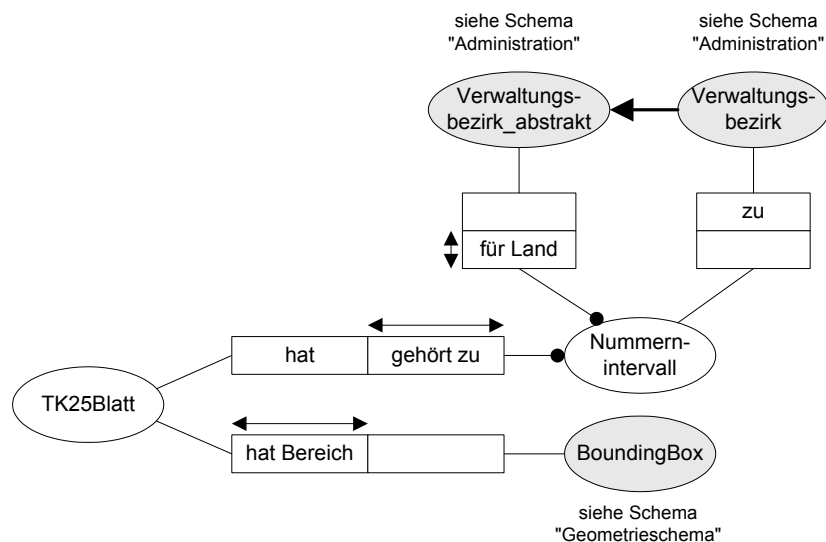 siehe Schema
"Administration"
siehe Schema
"Administration"
Verwaltungs-
bezirk_abstrakt
Verwaltungs-
bezirk
zu
für Land
hat
gehört zu
Nummern-
intervall
TK25Blatt
hat Bereich
BoundingBox
siehe Schema
"Geometrieschema"